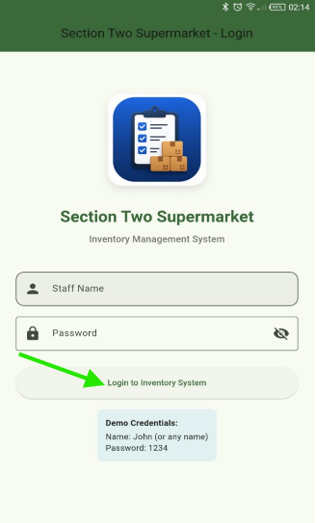 02:14
Section Two Supermarket - Login
Section Two Supermarket
Inventory Management System
Staff Name
Password
Login to Inventory System
Demo Credentials:
Name: John (or any name)
Password: 1234